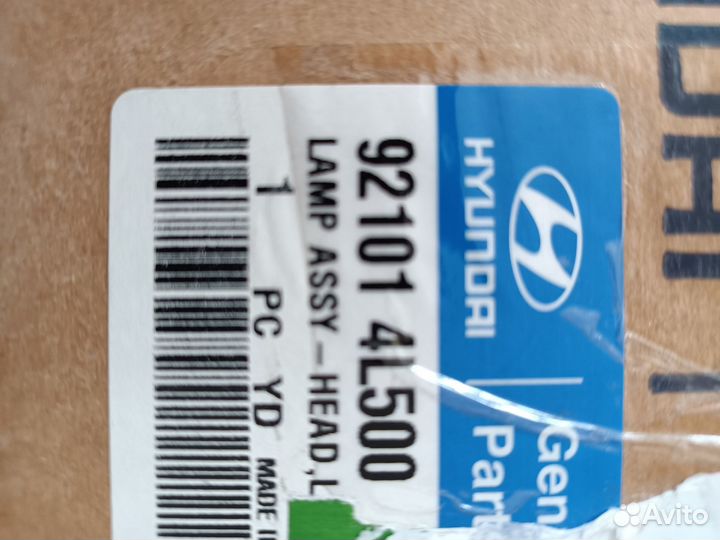 HYUNDAI
Gen
Part
92101 4L500
LAMP ASSY-HEAD,L
1 PC YD MADE I
Avito